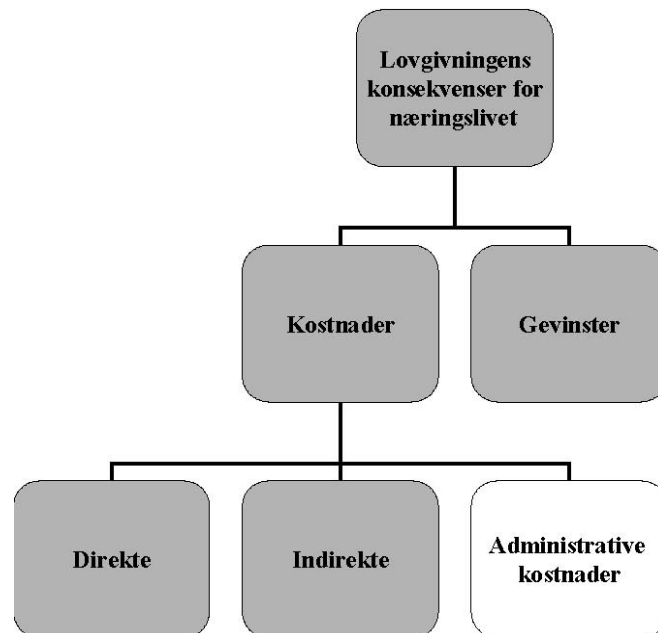 Lovgivningens
konsekvenser for
næringslivet
Kostnader
Gevinster
Direkte
Indirekte
Administrative
kostnader